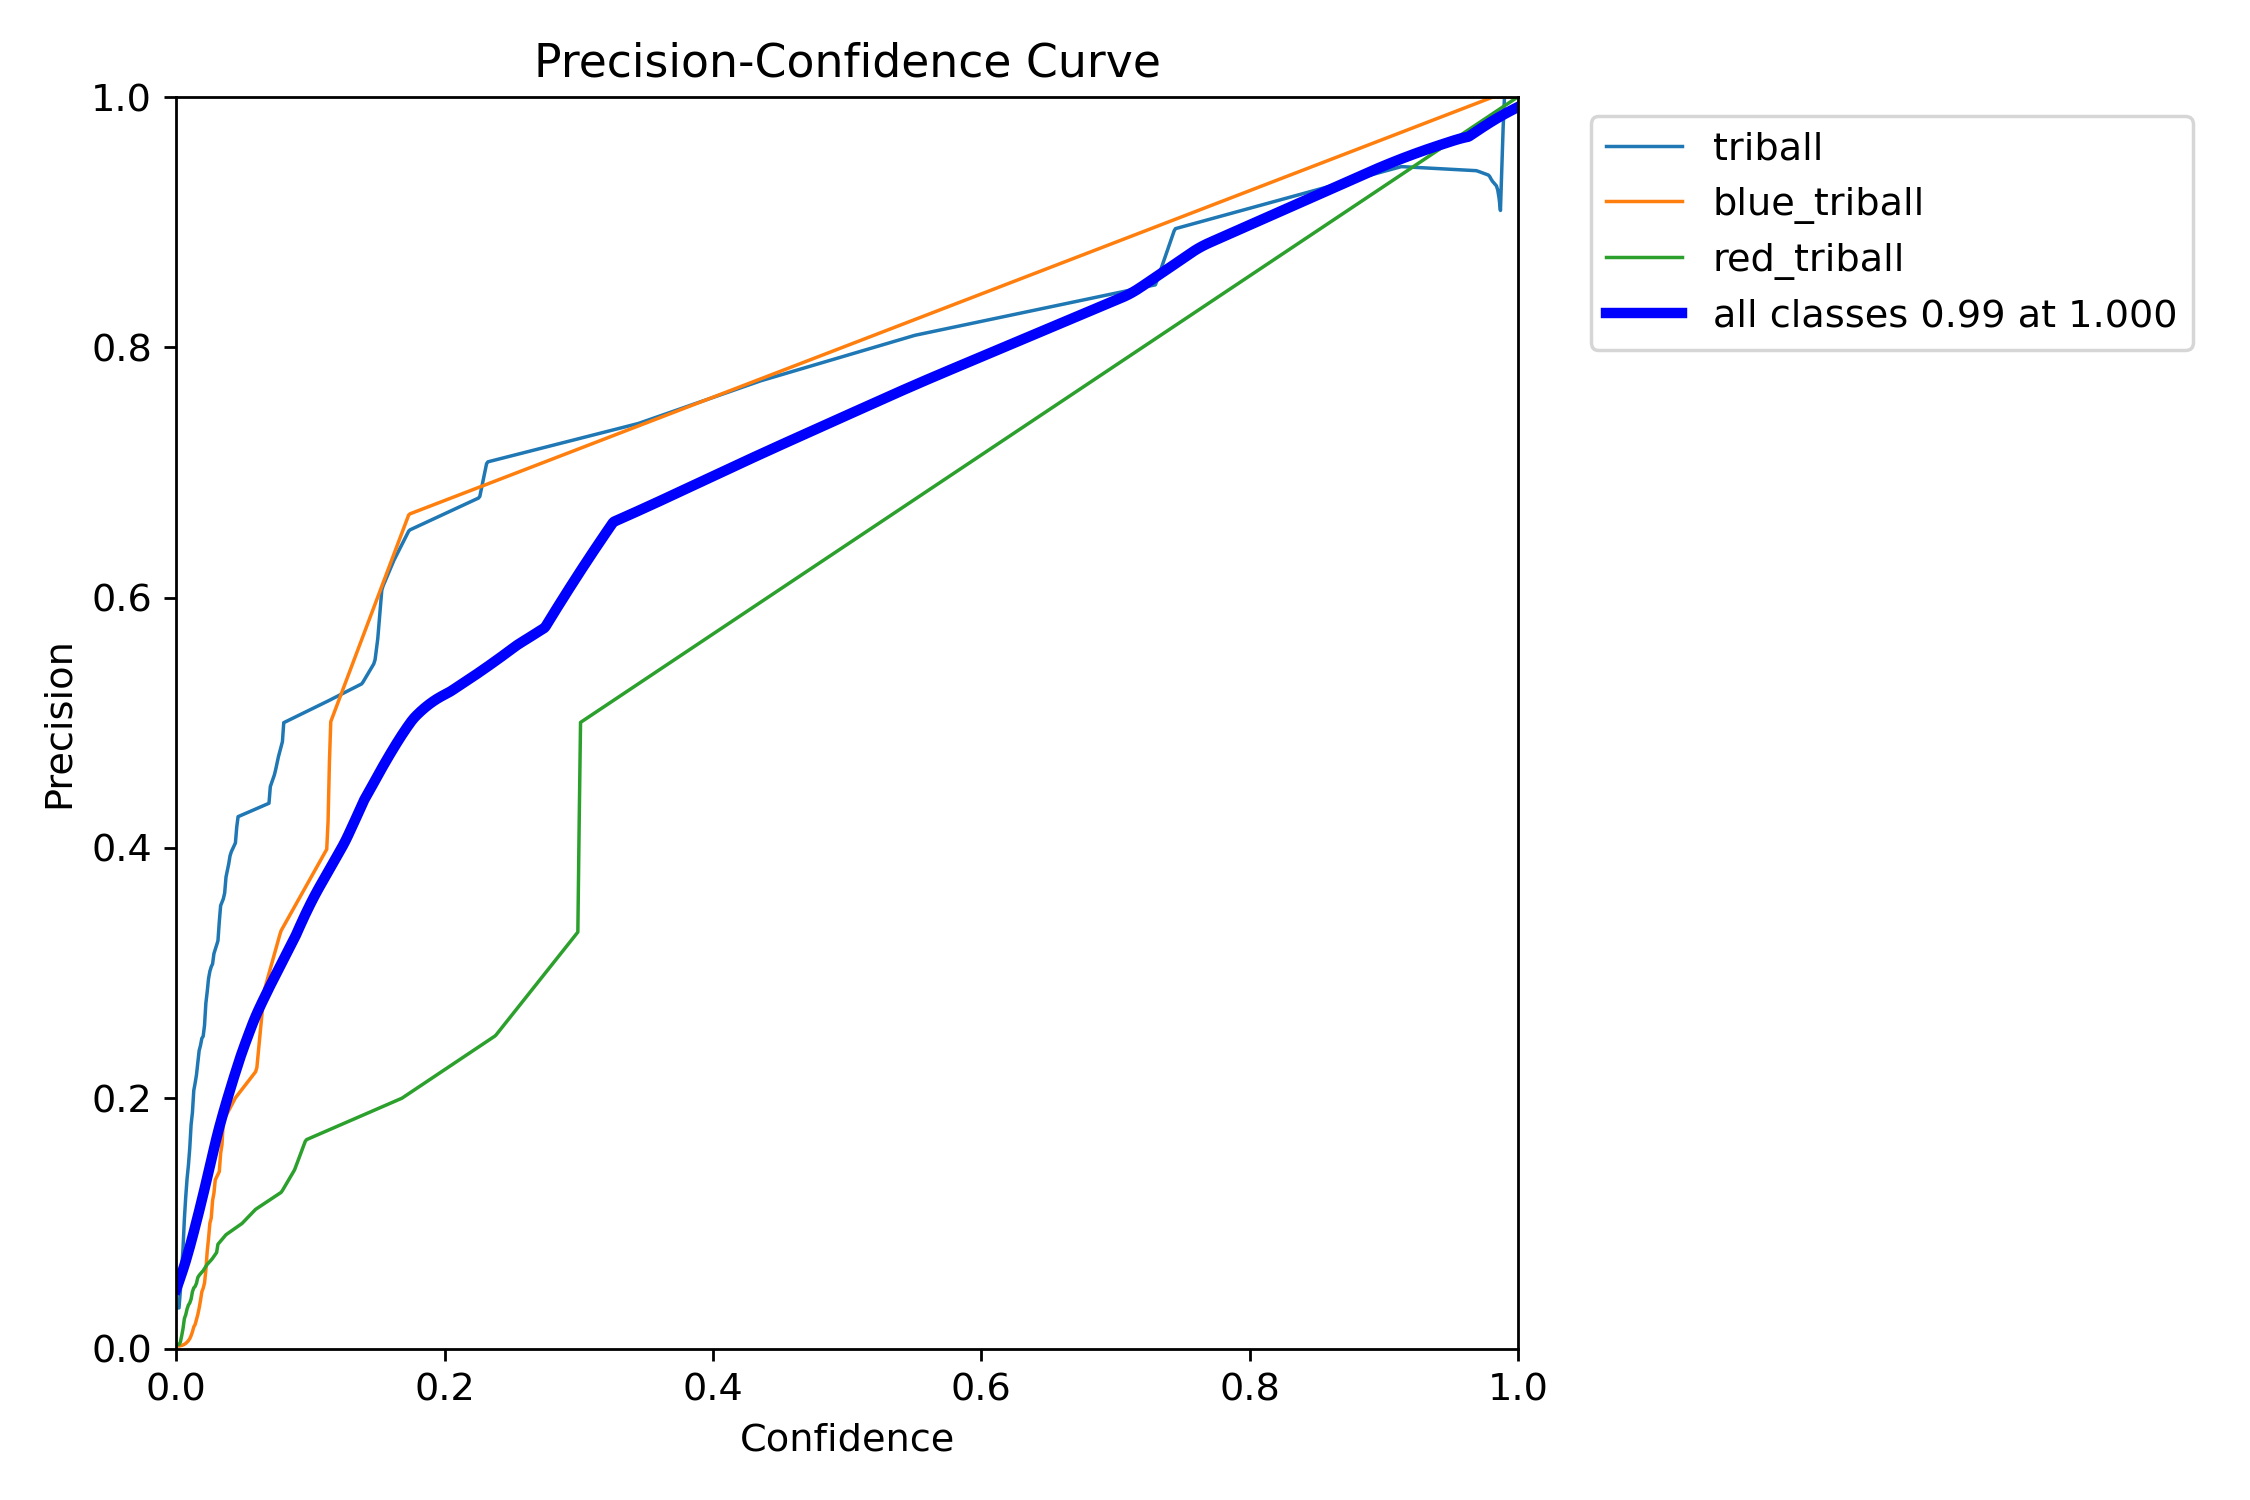 Precision-Confidence Curve
1.0
0.8
0.6
0.4
0.2
0.0
Precision
0.0 0.2 0.4 0.6 0.8 1.0
Confidence
triball
blue_triball
red_triball
all classes 0.99 at 1.000